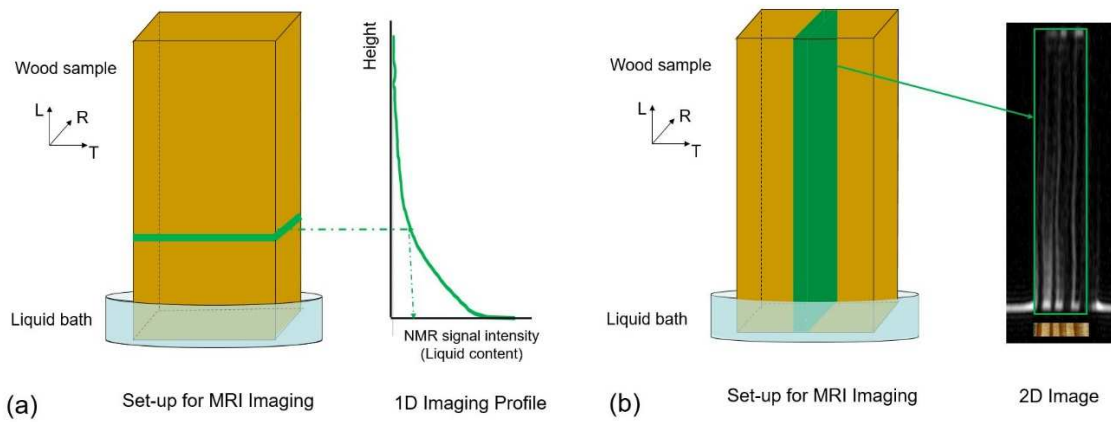 Wood sample
L
R
T
Liquid bath
Height
NMR signal intensity
(Liquid content)
(a)
Set-up for MRI Imaging
1D Imaging Profile
Wood sample
L
R
T
Liquid bath
(b)
Set-up for MRI Imaging
2D Image